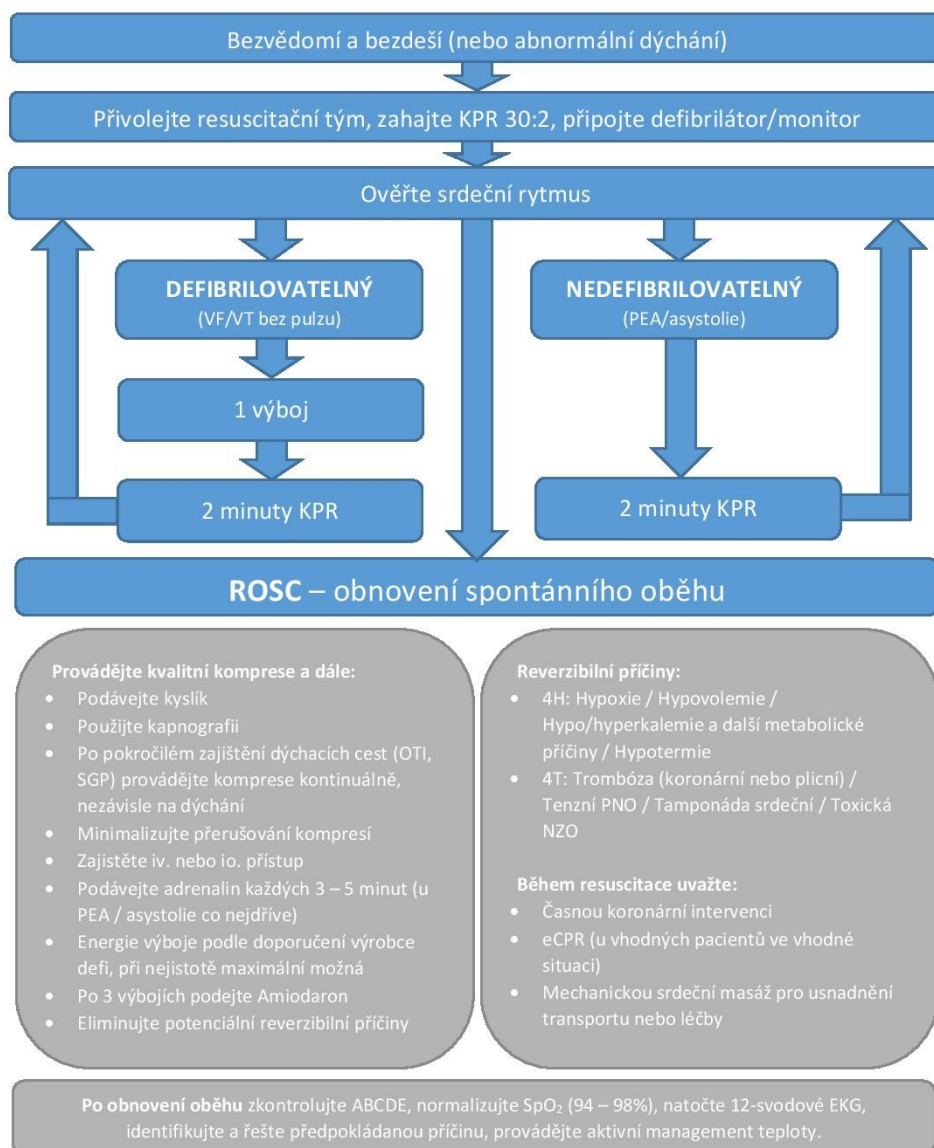 Bezvědomí a bezdeší (nebo abnormální dýchání)
Přivolejte resuscitační tým, zahajte KPR 30:2, připojte defibrilátor/monitor
Ověřte srdeční rytmus
DEFIBRILOVATELNÝ
(VF/VT bez pulzu)
1 výboj
2 minuty KPR
NEDEFIBRILOVATELNÝ
(PEA/asystolie)
2 minuty KPR
ROSC – obnovení spontánního oběhu
Provádějte kvalitní komprese a dále:
• Podávejte kyslík
• Použijte kapnografii
• Po pokročilém zajištění dýchacích cest (OTI,
SGP) provádějte komprese kontinuálně,
nezávisle na dýchání
• Minimalizujte přerušování kompresí
• Zajistěte iv. nebo io. přístup
• Podávejte adrenalin každých 3 – 5 minut (u
PEA / asystolie co nejdříve)
• Energie výboje podle doporučení výrobce
defi, při nejistotě maximální možná
• Po 3 výbojích podejte Amiodaron
• Eliminujte potenciální reverzibilní příčiny
Reverzibilní příčiny:
• 4H: Hypoxie / Hypovolemie /
Hypo/hyperkalemie a další metabolické
příčiny / Hypotermie
• 4T: Trombóza (koronární nebo plicní) /
Tenzní PNO / Tamponáda srdeční / Toxická
NZO
Během resuscitace uvažte:
• Časnou koronární intervenci
• eCPR (u vhodných pacientů ve vhodné
situaci)
• Mechanickou srdeční masáž pro usnadnění
transportu nebo léčby
Po obnovení oběhu zkontrolujte ABCDE, normalizujte SpO₂ (94 – 98%), natočte 12-svodové EKG,
identifikujte a řešte předpokládanou příčinu, provádějte aktivní management teploty.